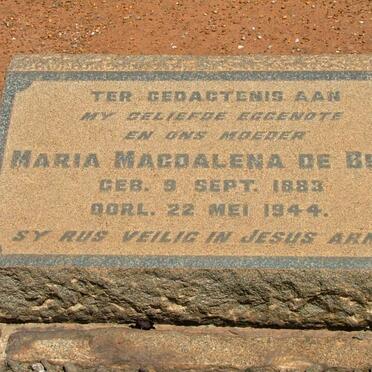 TER GEDACTENIS AAN
MY GELIEFDE EGGENOTE
EN ONS MOEDER
MARIA MAGDALENA DE
GEB. 9 SEPT. 1883
OORL. 22 MEI 1944.
SY RUS VEILIG IN JESUS